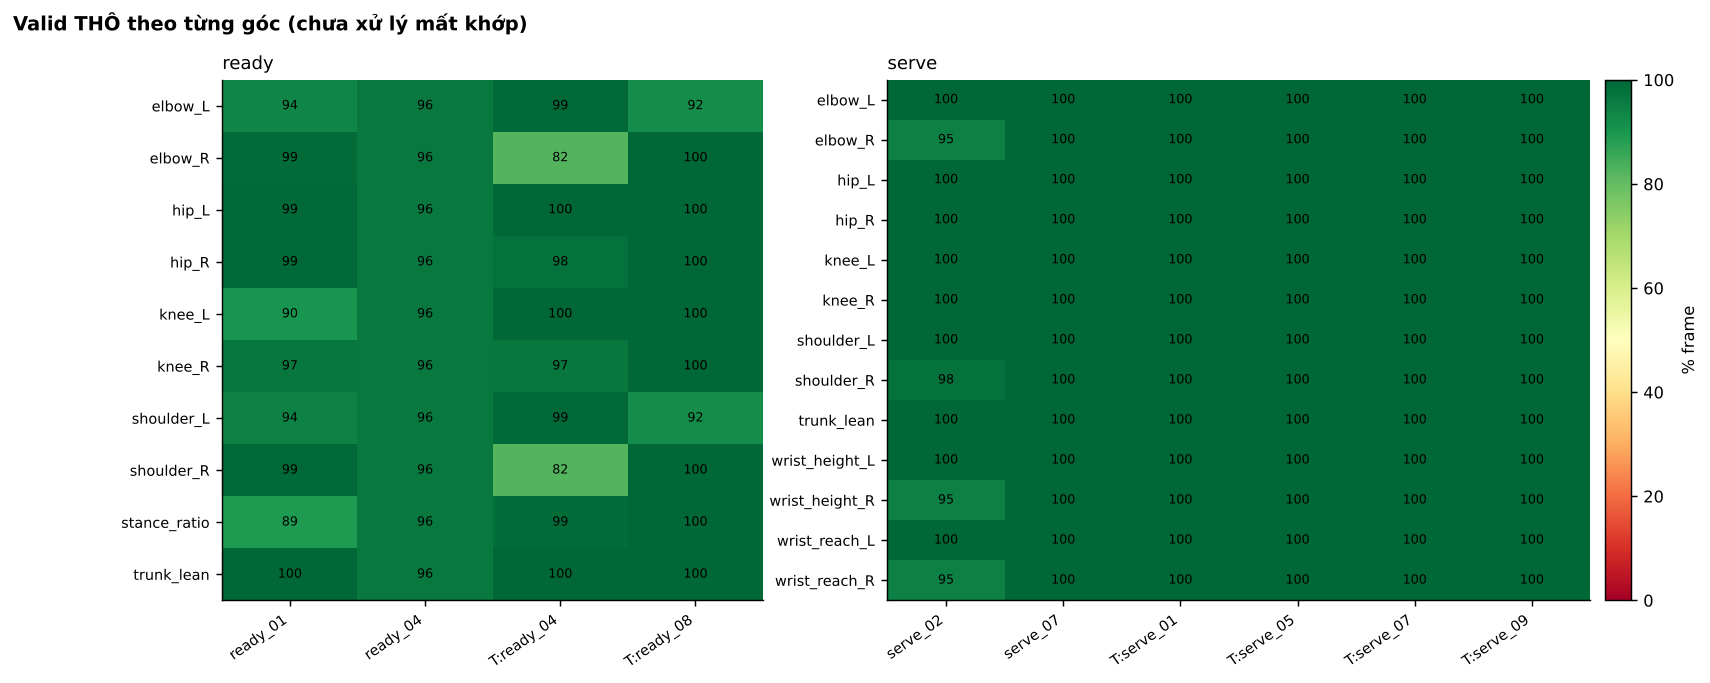 Valid THÔ theo từng góc (chưa xử lý mất khớp)
ready
elbow_L 94 96 99 92
elbow_R 99 96 82 100
hip_L 99 96 100 100
hip_R 99 96 98 100
knee_L 90 96 100 100
knee_R 97 96 97 100
shoulder_L 94 96 99 92
shoulder_R 99 96 82 100
stance_ratio 89 96 99 100
trunk_lean 100 96 100 100
ready_01 ready_04 T:ready_04 T:ready_08
serve
elbow_L 100 100 100 100 100 100
elbow_R 95 100 100 100 100 100
hip_L 100 100 100 100 100 100
hip_R 100 100 100 100 100 100
knee_L 100 100 100 100 100 100
knee_R 100 100 100 100 100 100
shoulder_L 100 100 100 100 100 100
shoulder_R 98 100 100 100 100 100
trunk_lean 100 100 100 100 100 100
wrist_height_L 100 100 100 100 100 100
wrist_height_R 95 100 100 100 100 100
wrist_reach_L 100 100 100 100 100 100
wrist_reach_R 95 100 100 100 100 100
serve_02 serve_07 T:serve_01 T:serve_05 T:serve_07 T:serve_09
100
80
60
40
20
0
% frame